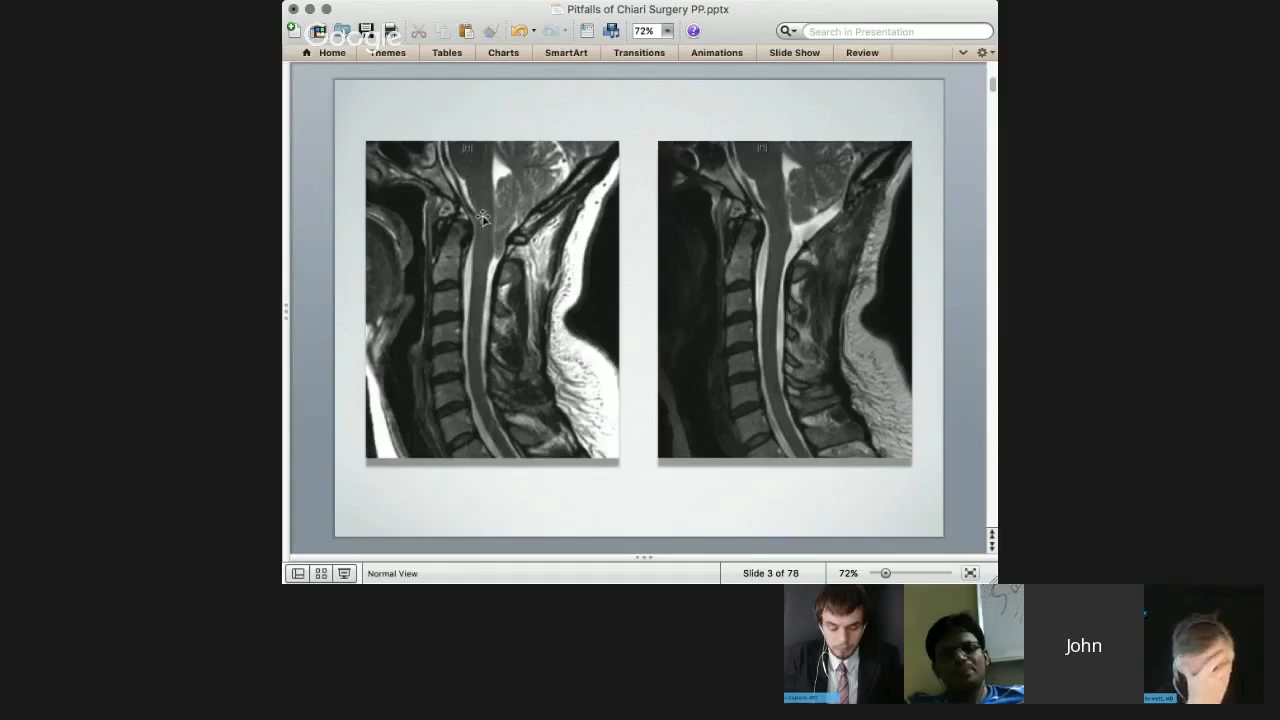 Pitfalls of Chiari Surgery PP.pptx
Google
72%
Search in Presentation
Home Themes Tables Charts SmartArt Transitions Animations Slide Show Review
[H] [H]
Normal View Slide 3 of 78 72%
John